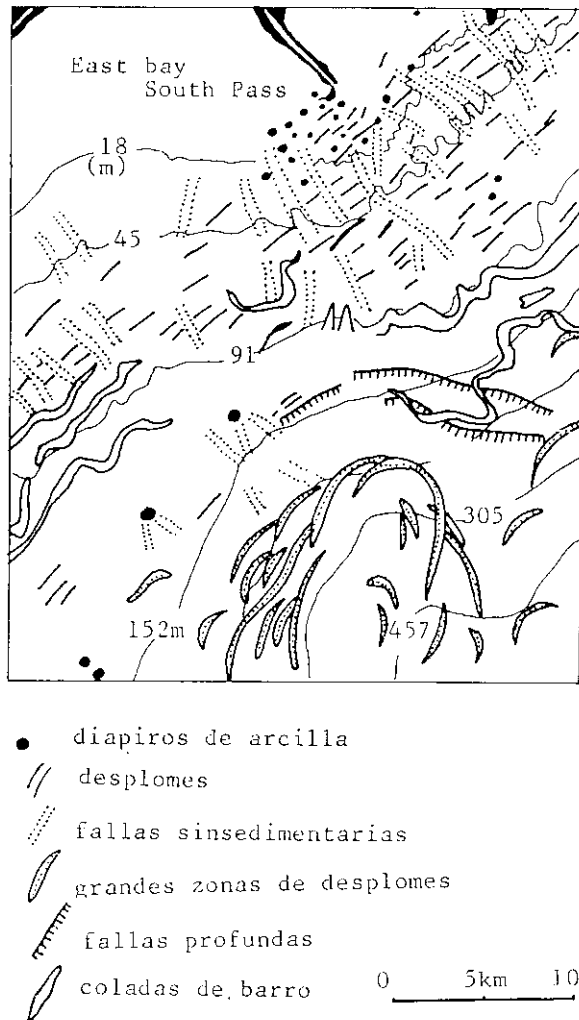 East bay
South Pass
18
(m)
45
91
305
152m
457
diapiros de arcilla
desplomes
fallas sinsedimentarias
grandes zonas de desplomes
fallas profundas
coladas de barro
0 5km 10